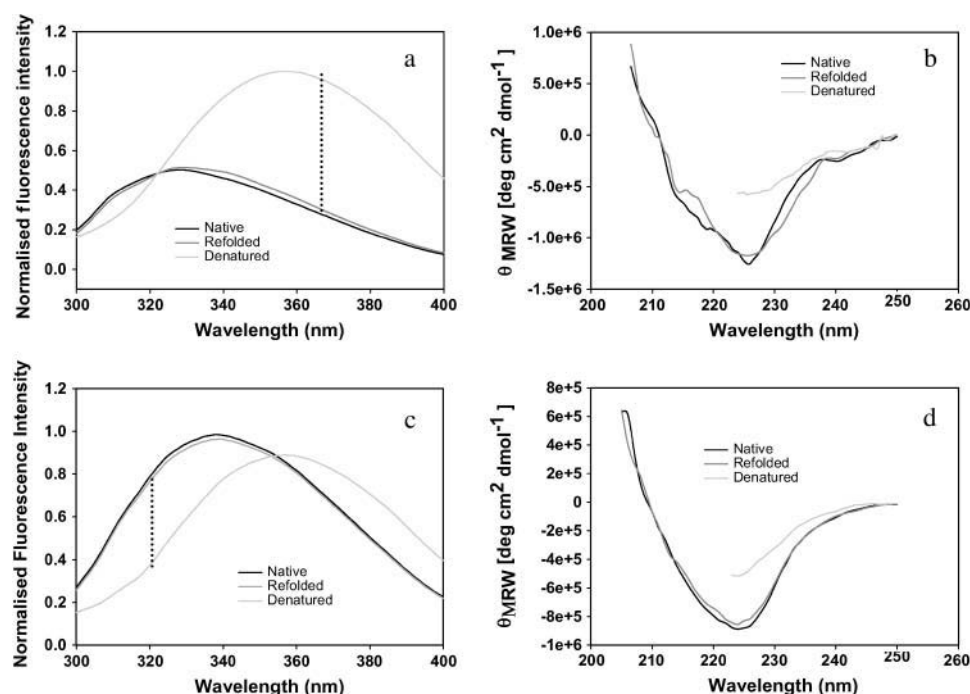 a
Normalised fluorescence intensity
1.2
1.0
0.8
0.6
0.4
0.2
0.0
Native
Refolded
Denatured
300
320
340
360
380
400
Wavelength (nm)
b
θ MRW [deg cm2 dmol-1 ]
1.0e+6
5.0e+5
0.0
-5.0e+5
-1.0e+6
-1.5e+6
Native
Refolded
Denatured
200
210
220
230
240
250
260
Wavelength (nm)
c
Normalised Fluorescence Intensity
1.2
1.0
0.8
0.6
0.4
0.2
0.0
Native
Refolded
Denatured
300
320
340
360
380
400
Wavelength (nm)
d
θMRW [deg cm2 dmol-1 ]
8e+5
6e+5
4e+5
2e+5
0
-2e+5
-4e+5
-6e+5
-8e+5
-1e+6
Native
Refolded
Denatured
200
210
220
230
240
250
260
Wavelength (nm)